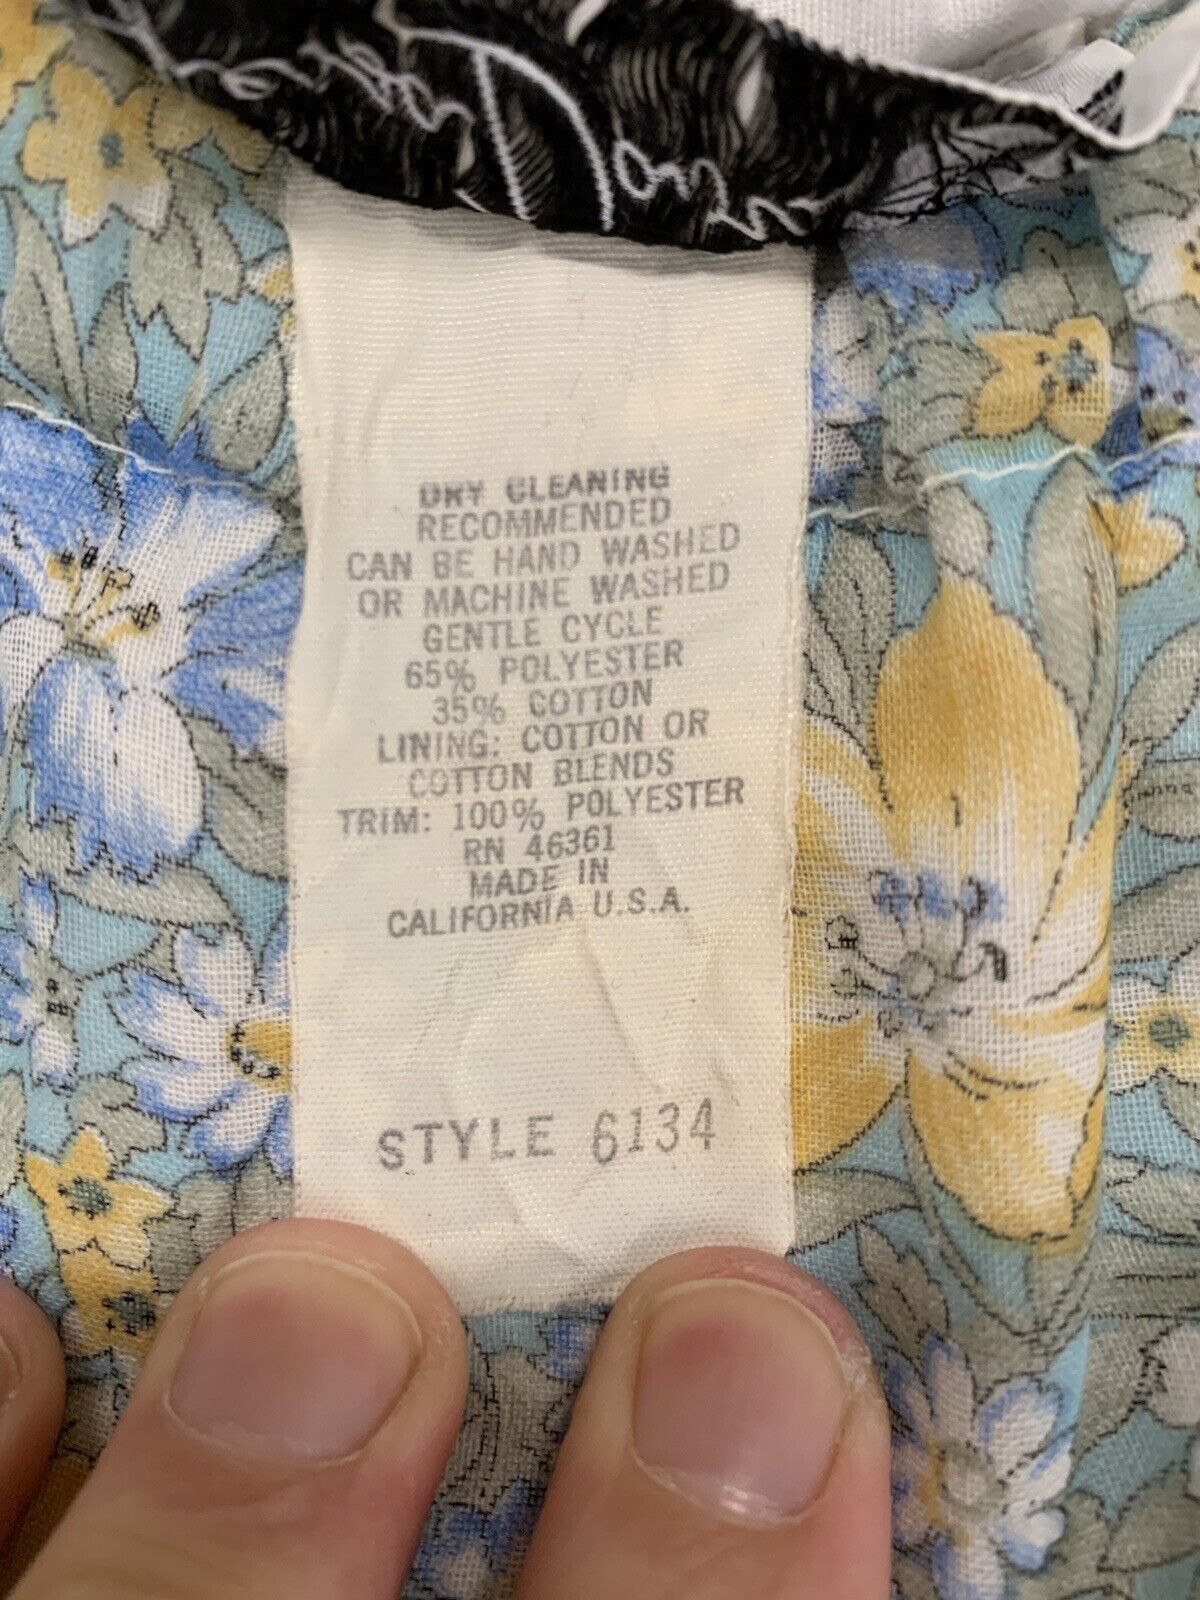 DRY CLEANING
RECOMMENDED
CAN BE HAND WASHED
OR MACHINE WASHED
GENTLE CYCLE
65% POLYESTER
35% COTTON
LINING: COTTON OR
COTTON BLENDS
TRIM: 100% POLYESTER
RN 46361
MADE IN
CALIFORNIA U.S.A.
STYLE 6134